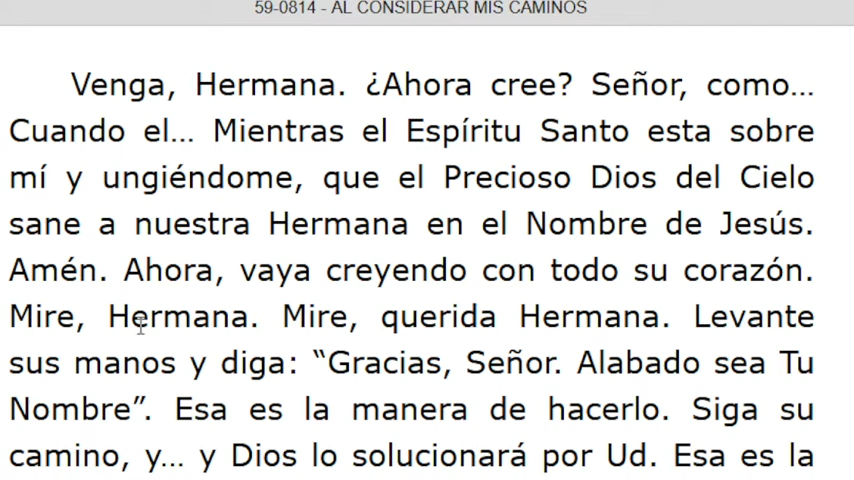 59-0814 - AL CONSIDERAR MIS CAMINOS
Venga, Hermana. ¿Ahora cree? Señor, como…
Cuando el… Mientras el Espíritu Santo esta sobre
mí y ungiéndome, que el Precioso Dios del Cielo
sane a nuestra Hermana en el Nombre de Jesús.
Amén. Ahora, vaya creyendo con todo su corazón.
Mire, Hermana. Mire, querida Hermana. Levante
sus manos y diga: “Gracias, Señor. Alabado sea Tu
Nombre”. Esa es la manera de hacerlo. Siga su
camino, y… y Dios lo solucionará por Ud. Esa es la